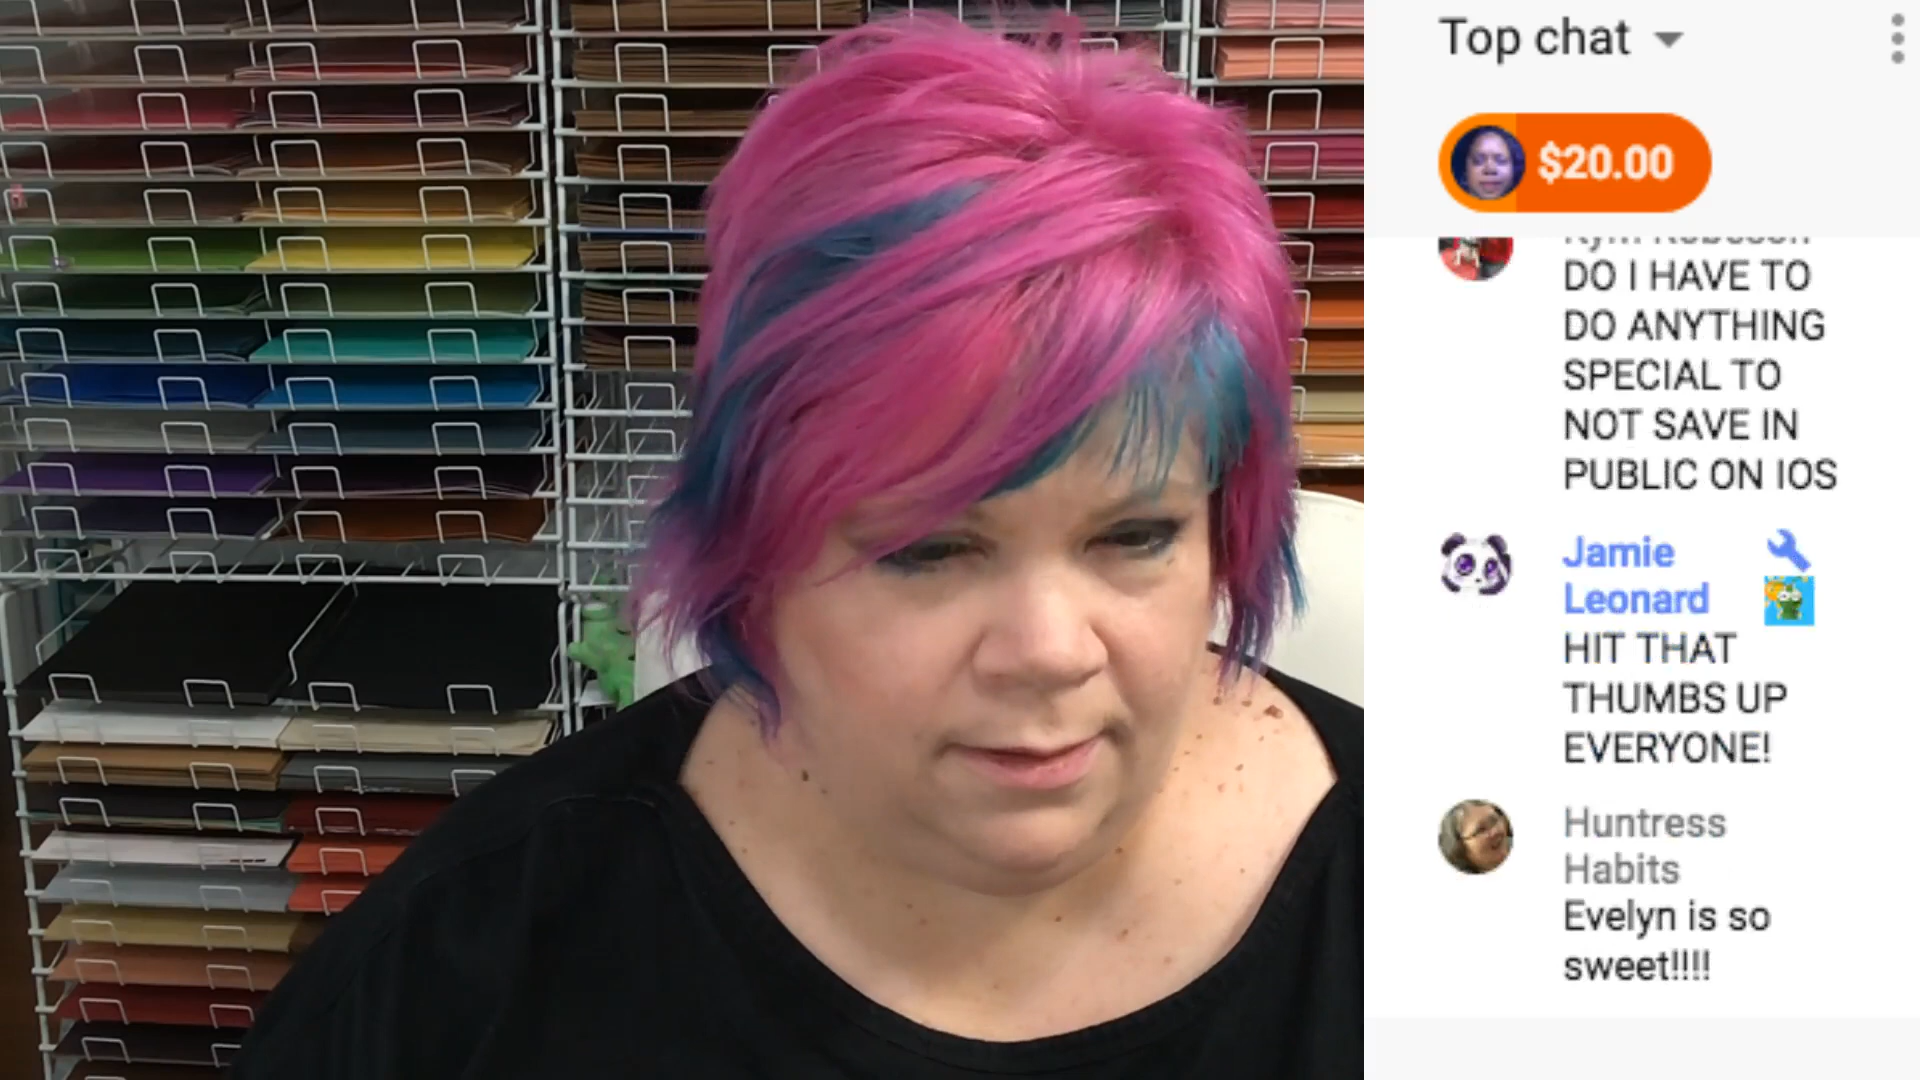 Top chat
$20.00
DO I HAVE TO
DO ANYTHING
SPECIAL TO
NOT SAVE IN
PUBLIC ON IOS
Jamie
Leonard
HIT THAT
THUMBS UP
EVERYONE!
Huntress
Habits
Evelyn is so
sweet!!!!